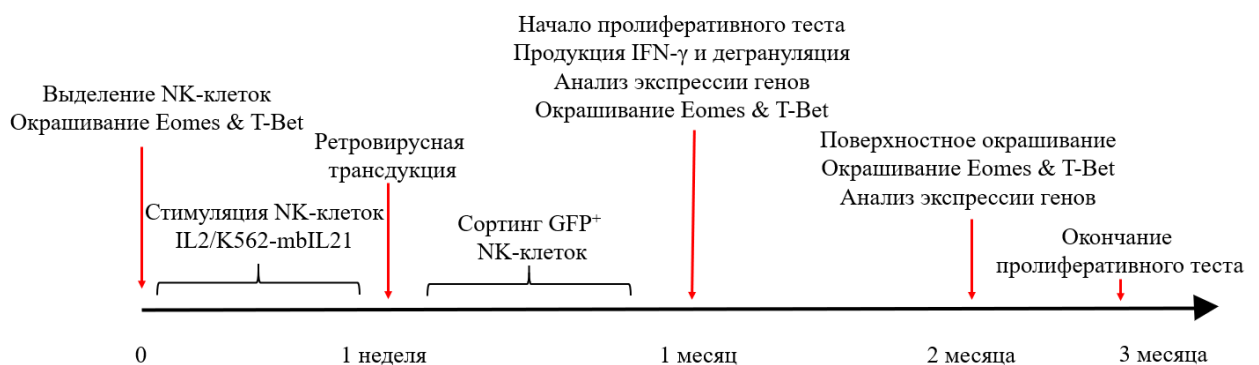 Выделение NK-клеток
Окрашивание Eomes & T-Bet
Стимуляция NK-клеток
IL2/K562-mbIL21
Ретровирусная
трансдукция
Сортинг GFP⁺
NK-клеток
Начало пролиферативного теста
Продукция IFN-γ и дегрануляция
Анализ экспрессии генов
Окрашивание Eomes & T-Bet
Поверхностное окрашивание
Окрашивание Eomes & T-Bet
Анализ экспрессии генов
Окончание
пролиферативного теста
0
1 неделя
1 месяц
2 месяца
3 месяца